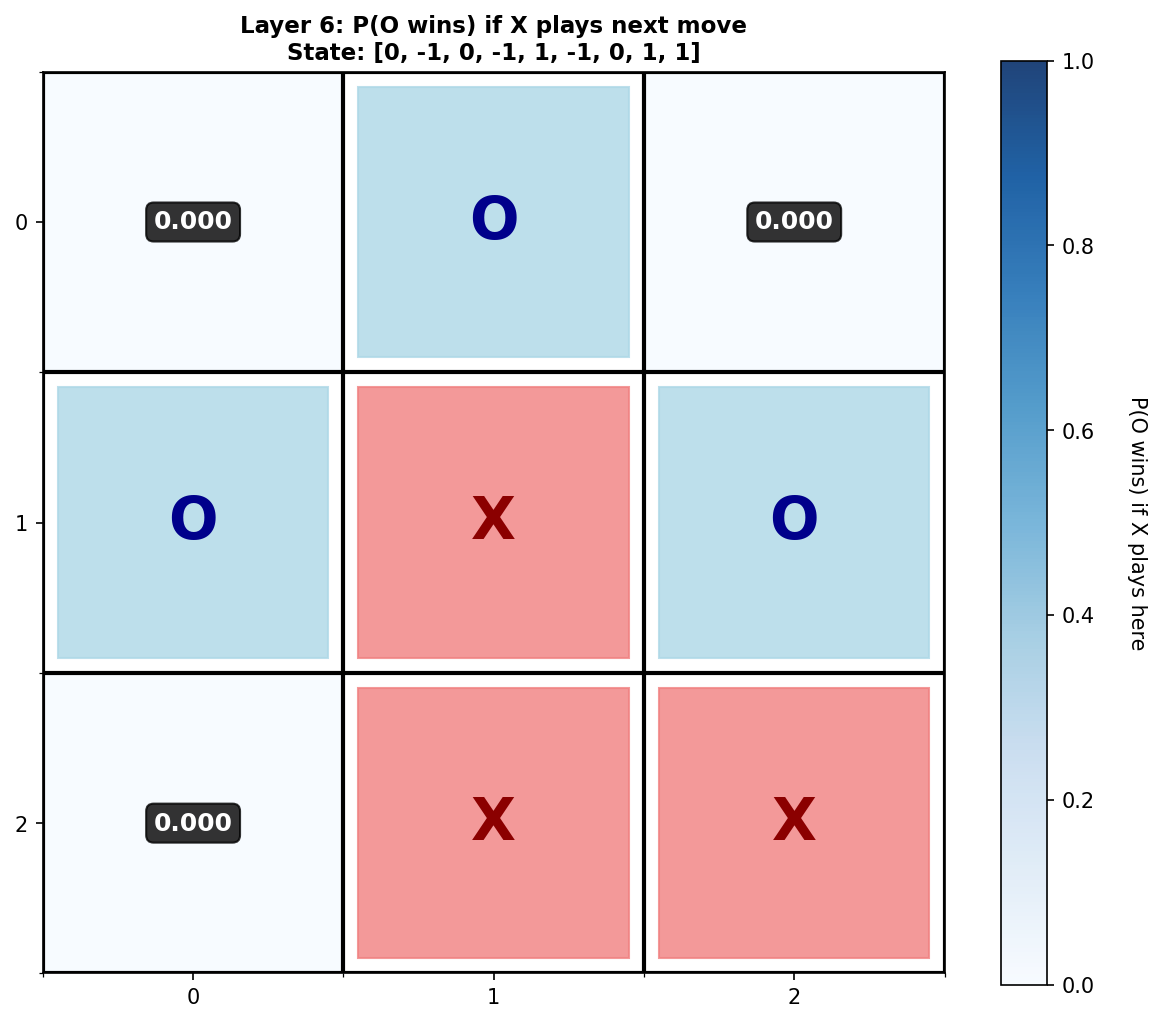 Layer 6: P(O wins) if X plays next move
State: [0, -1, 0, -1, 1, -1, 0, 1, 1]
0.000 O 0.000
O X O
0.000 X X
0
1
2
0 1 2
1.0
0.8
0.6
0.4
0.2
0.0
P(O wins) if X plays here